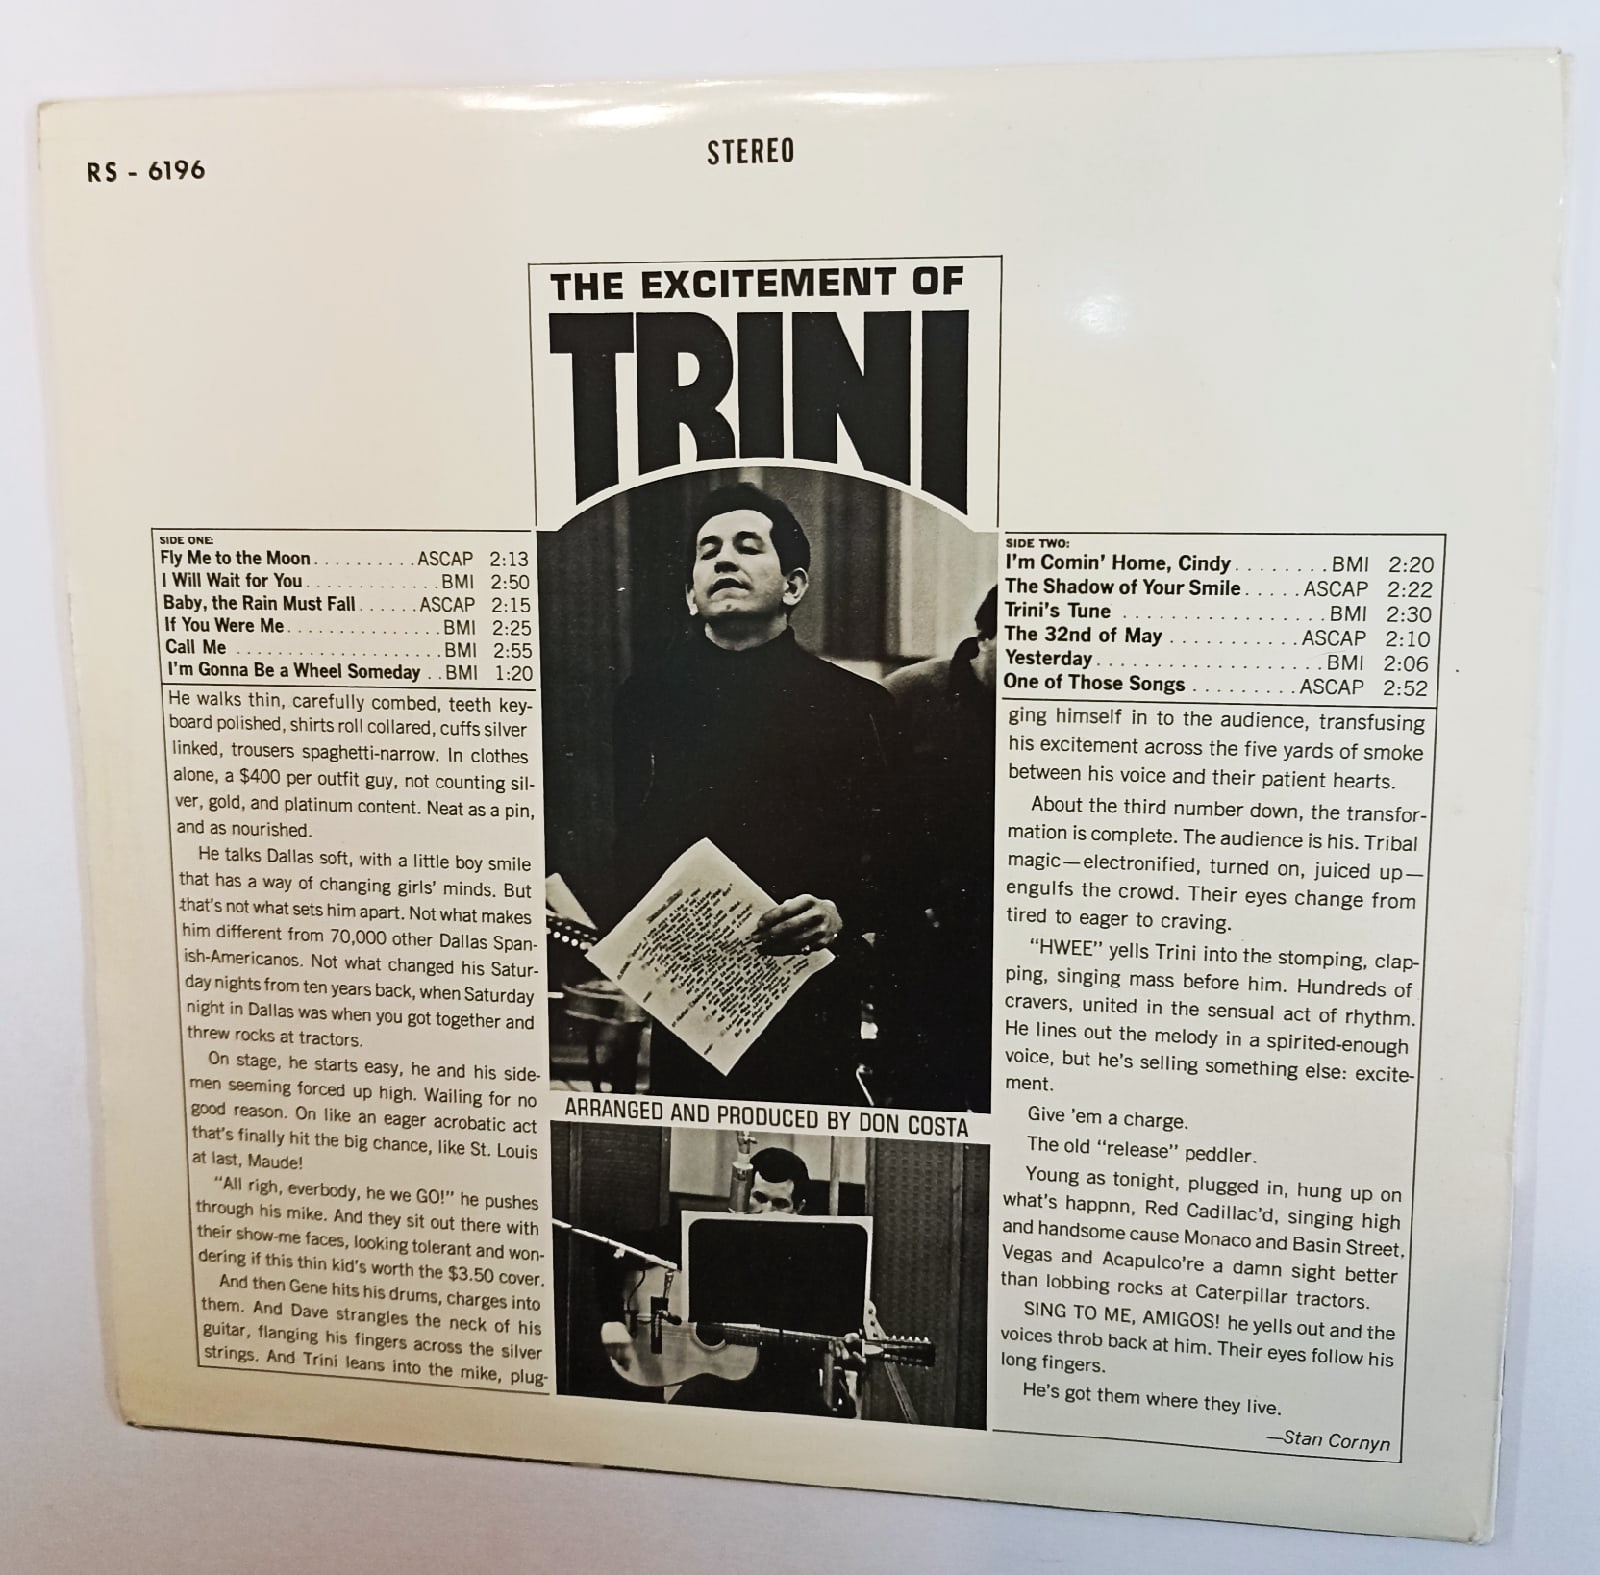 RS - 6196
STEREO
THE EXCITEMENT OF
TRINI
SIDE ONE:
Fly Me to the Moon . . . . . . . . . . ASCAP 2:13
I Will Wait for You . . . . . . . . . . . . . BMI 2:50
Baby, the Rain Must Fall . . . . . . ASCAP 2:15
If You Were Me . . . . . . . . . . . . . . . BMI 2:25
Call Me . . . . . . . . . . . . . . . . . . . . BMI 2:55
I'm Gonna Be a Wheel Someday . . BMI 1:20
He walks thin, carefully combed, teeth key-
board polished, shirts roll collared, cuffs silver
linked, trousers spaghetti-narrow. In clothes
alone, a $400 per outfit guy, not counting sil-
ver, gold, and platinum content. Neat as a pin,
and as nourished.
He talks Dallas soft, with a little boy smile
that has a way of changing girls' minds. But
that's not what sets him apart. Not what makes
him different from 70,000 other Dallas Span-
ish-Americanos. Not what changed his Satur-
day nights from ten years back, when Saturday
night in Dallas was when you got together and
threw rocks at tractors.
On stage, he starts easy, he and his side-
men seeming forced up high. Wailing for no
good reason. On like an eager acrobatic act
that's finally hit the big chance, like St. Louis
at last, Maude!
"All righ, everbody, he we GO!" he pushes
through his mike. And they sit out there with
their show-me faces, looking tolerant and won-
dering if this thin kid's worth the $3.50 cover.
And then Gene hits his drums, charges into
them. And Dave strangles the neck of his
guitar, flanging his fingers across the silver
strings. And Trini leans into the mike, plug-
ARRANGED AND PRODUCED BY DON COSTA
SIDE TWO:
I'm Comin' Home, Cindy . . . . . . . . BMI 2:20
The Shadow of Your Smile . . . . . ASCAP 2:22
Trini's Tune . . . . . . . . . . . . . . . . . BMI 2:30
The 32nd of May . . . . . . . . . . . ASCAP 2:10
Yesterday . . . . . . . . . . . . . . . . . . . BMI 2:06
One of Those Songs . . . . . . . . . ASCAP 2:52
ging himself in to the audience, transfusing
his excitement across the five yards of smoke
between his voice and their patient hearts.
About the third number down, the transfor-
mation is complete. The audience is his. Tribal
magic—electronified, turned on, juiced up—
engulfs the crowd. Their eyes change from
tired to eager to craving.
"HWEE" yells Trini into the stomping, clap-
ping, singing mass before him. Hundreds of
cravers, united in the sensual act of rhythm.
He lines out the melody in a spirited-enough
voice, but he's selling something else: excite-
ment.
Give 'em a charge.
The old "release" peddler.
Young as tonight, plugged in, hung up on
what's happnn, Red Cadillac'd, singing high
and handsome cause Monaco and Basin Street,
Vegas and Acapulco're a damn sight better
than lobbing rocks at Caterpillar tractors.
SING TO ME, AMIGOS! he yells out and the
voices throb back at him. Their eyes follow his
long fingers.
He's got them where they live.
—Stan Cornyn